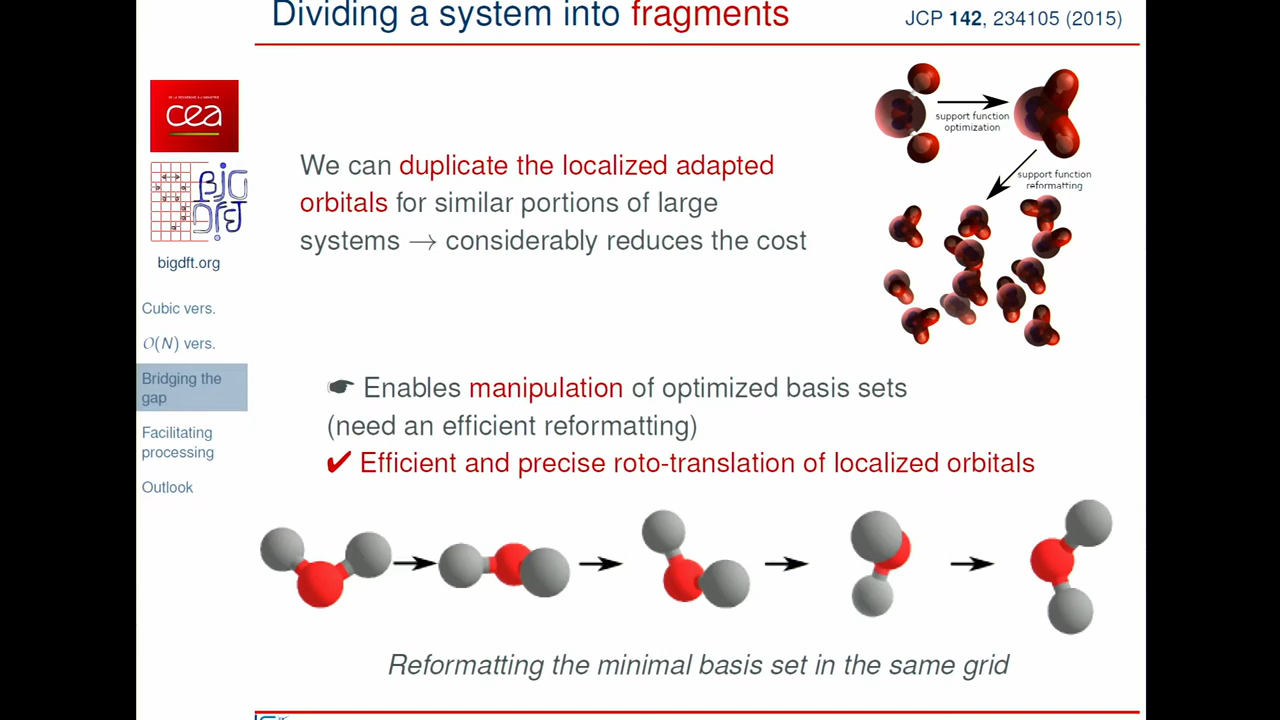 Dividing a system into fragments
JCP 142, 234105 (2015)
cea
BigDFT
bigdft.org
Cubic vers.
O(N) vers.
Bridging the
gap
Facilitating
processing
Outlook
We can duplicate the localized adapted
orbitals for similar portions of large
systems → considerably reduces the cost
support function
optimization
support function
reformatting
☛ Enables manipulation of optimized basis sets
(need an efficient reformatting)
✔ Efficient and precise roto-translation of localized orbitals
Reformatting the minimal basis set in the same grid